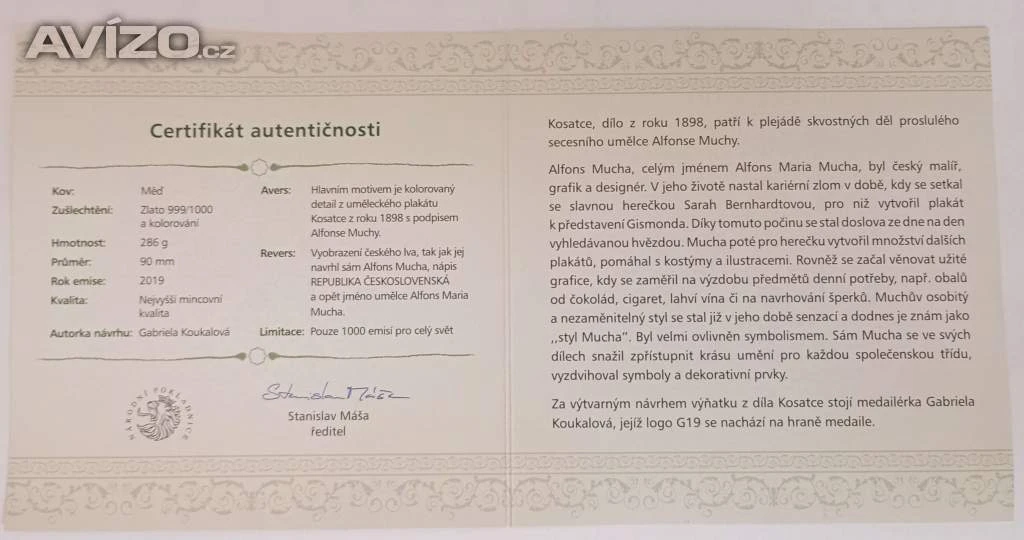 AVÍZO.cz
Certifikát autentičnosti
Kov: Měď
Zušlechtění: Zlato 999/1000
a kolorování
Hmotnost: 286 g
Průměr: 90 mm
Rok emise: 2019
Kvalita: Nejvyšší mincovní
kvalita
Autorka návrhu: Gabriela Koukalová
Avers: Hlavním motivem je kolorovaný
detail z uměleckého plakátu
Kosatce z roku 1898 s podpisem
Alfonse Muchy.
Revers: Vyobrazení českého lva, tak jak jej
navrhl sám Alfons Mucha, nápis
REPUBLIKA ČESKOSLOVENSKÁ
a opět jméno umělce Alfons Maria
Mucha.
Limitace: Pouze 1000 emisí pro celý svět
NÁRODNÍ POKLADNICE
Stanislav Máša
Stanislav Máša
ředitel
Kosatce, dílo z roku 1898, patří k plejádě skvostných děl proslulého
secesního umělce Alfonse Muchy.
Alfons Mucha, celým jménem Alfons Maria Mucha, byl český malíř,
grafik a designér. V jeho životě nastal kariérní zlom v době, kdy se setkal
se slavnou herečkou Sarah Bernhardtovou, pro niž vytvořil plakát
k představení Gismonda. Díky tomuto počinu se stal doslova ze dne na den
vyhledávanou hvězdou. Mucha poté pro herečku vytvořil množství dalších
plakátů, pomáhal s kostýmy a ilustracemi. Rovněž se začal věnovat užité
grafice, kdy se zaměřil na výzdobu předmětů denní potřeby, např. obalů
od čokolád, cigaret, lahví vína či na navrhování šperků. Muchův osobitý
a nezaměnitelný styl se stal již v jeho době senzací a dodnes je znám jako
,,styl Mucha“. Byl velmi ovlivněn symbolismem. Sám Mucha se ve svých
dílech snažil zpřístupnit krásu umění pro každou společenskou třídu,
vyzdvihoval symboly a dekorativní prvky.
Za výtvarným návrhem výňatku z díla Kosatce stojí medailérka Gabriela
Koukalová, jejíž logo G19 se nachází na hraně medaile.